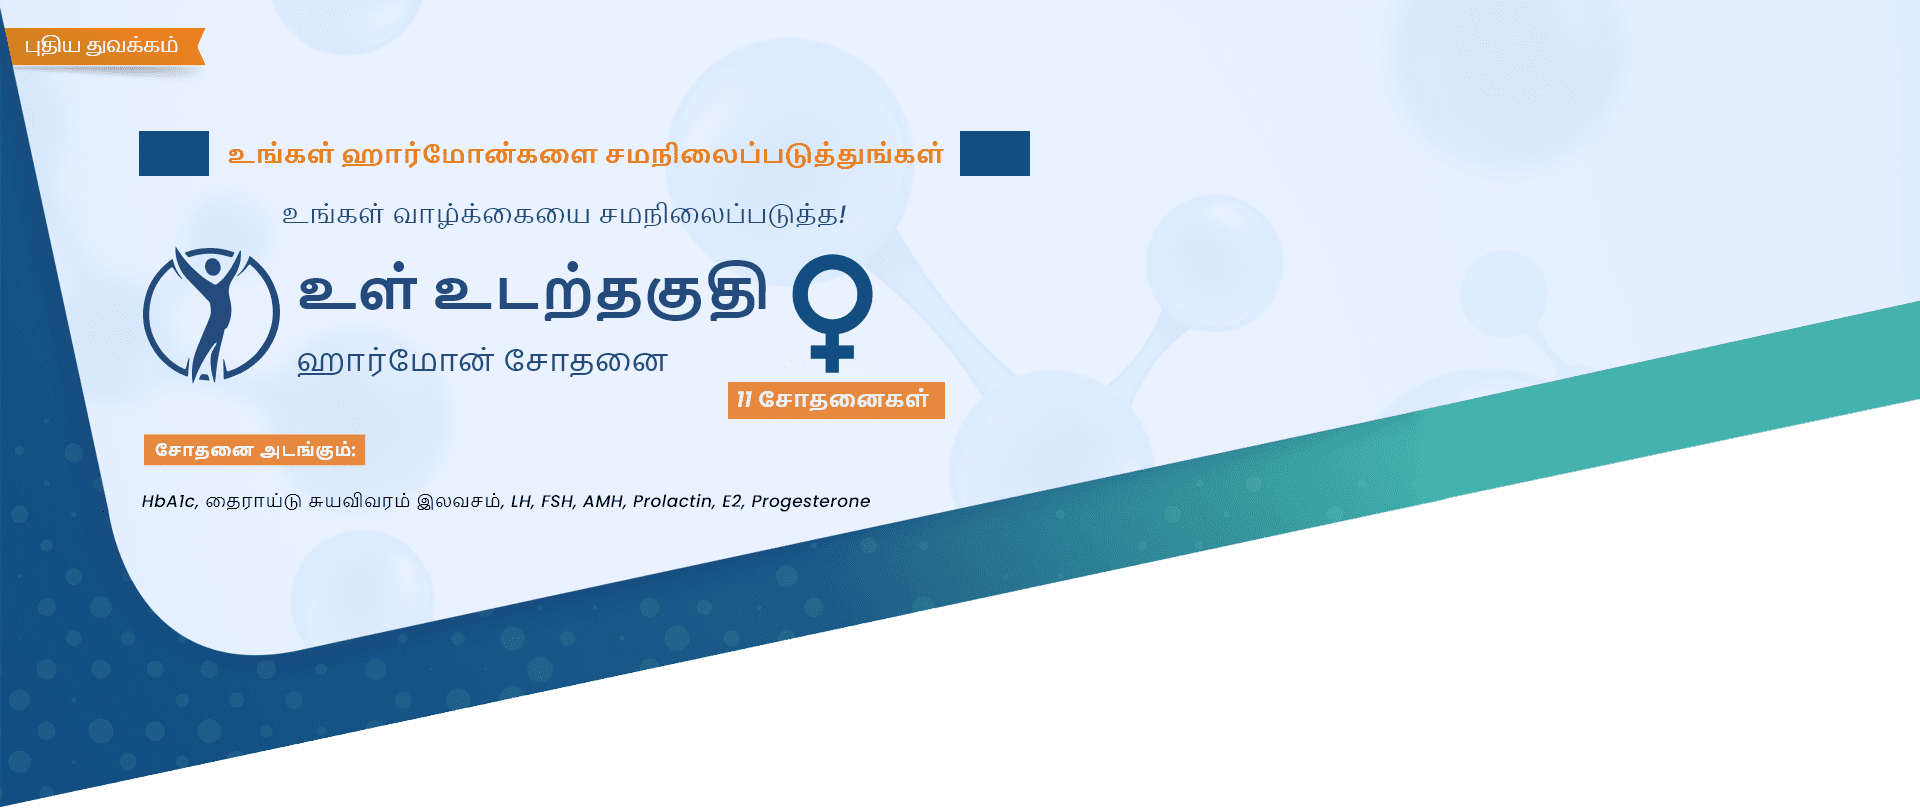 புதிய துவக்கம்
உங்கள் ஹார்மோன்களை சமநிலைப்படுத்துங்கள்
உங்கள் வாழ்க்கையை சமநிலைப்படுத்த!
உள் உடற்தகுதி
ஹார்மோன் சோதனை
11 சோதனைகள்
சோதனை அடங்கும்:
HbA1c, தைராய்டு சுயவிவரம் இலவசம், LH, FSH, AMH, Prolactin, E2, Progesterone